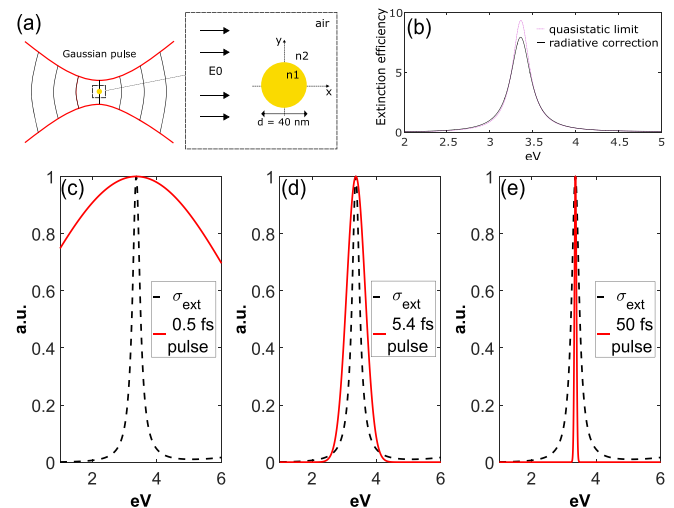 (a)
Gaussian pulse
air
y
n2
E0
n1
x
d = 40 nm
(b)
Extinction efficiency
10
5
0
quasistatic limit
radiative correction
2
2.5
3
3.5
4
4.5
5
eV
(c)
a.u.
1
0.8
0.6
0.4
0.2
0
σext
0.5 fs
pulse
2
4
6
eV
(d)
a.u.
1
0.8
0.6
0.4
0.2
0
σext
5.4 fs
pulse
2
4
6
eV
(e)
a.u.
1
0.8
0.6
0.4
0.2
0
σext
50 fs
pulse
2
4
6
eV